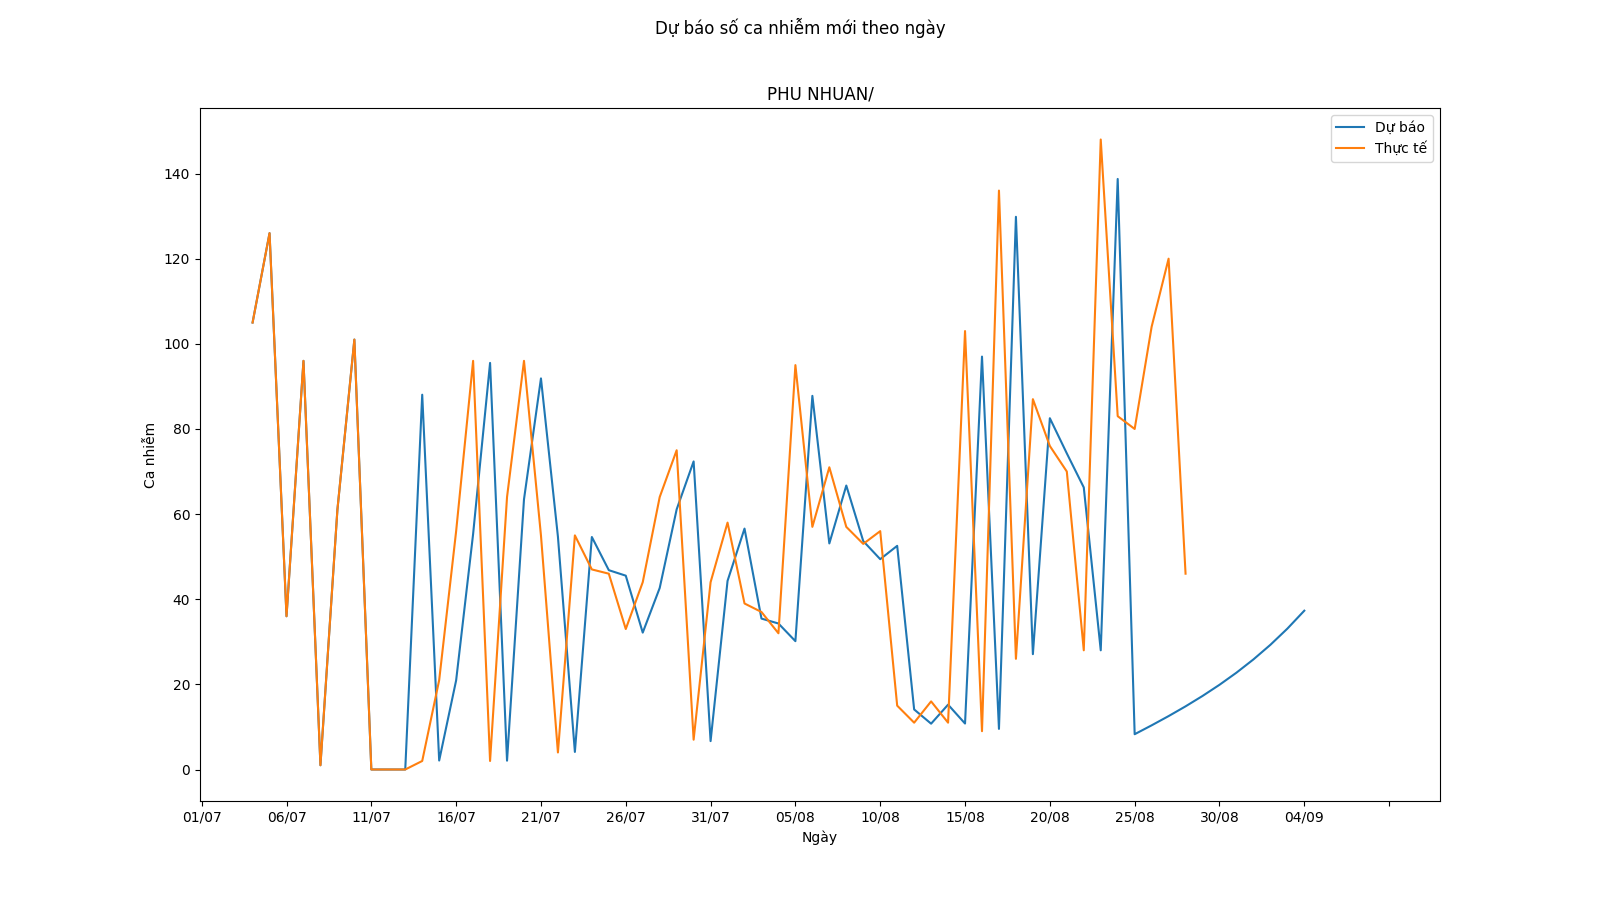 Dự báo số ca nhiễm mới theo ngày
PHU NHUAN/
Dự báo
Thực tế
140
120
100
80
60
40
20
0
Ca nhiễm
01/07 06/07 11/07 16/07 21/07 26/07 31/07 05/08 10/08 15/08 20/08 25/08 30/08 04/09
Ngày